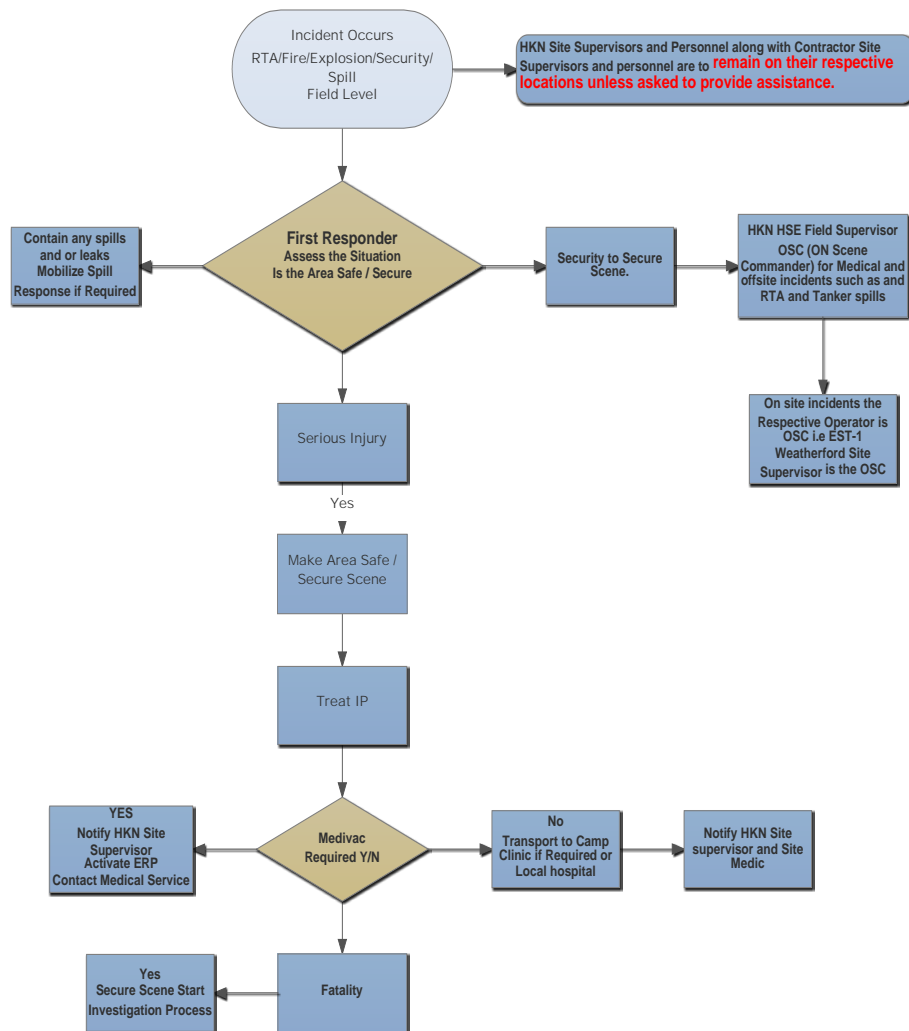 Incident Occurs
RTA/Fire/Explosion/Security/
Spill
Field Level
HKN Site Supervisors and Personnel along with Contractor Site
Supervisors and personnel are to remain on their respective
locations unless asked to provide assistance.
First Responder
Assess the Situation
Is the Area Safe / Secure
Contain any spills
and or leaks
Mobilize Spill
Response if Required
Security to Secure
Scene.
HKN HSE Field Supervisor
OSC (ON Scene
Commander) for Medical and
offsite incidents such as and
RTA and Tanker spills
On site incidents the
Respective Operator is
OSC i.e EST-1
Weatherford Site
Supervisor is the OSC
Serious Injury
Yes
Make Area Safe /
Secure Scene
Treat IP
Medivac
Required Y/N
YES
Notify HKN Site
Supervisor
Activate ERP
Contact Medical Service
No
Transport to Camp
Clinic if Required or
Local hospital
Notify HKN Site
supervisor and Site
Medic
Fatality
Yes
Secure Scene Start
Investigation Process